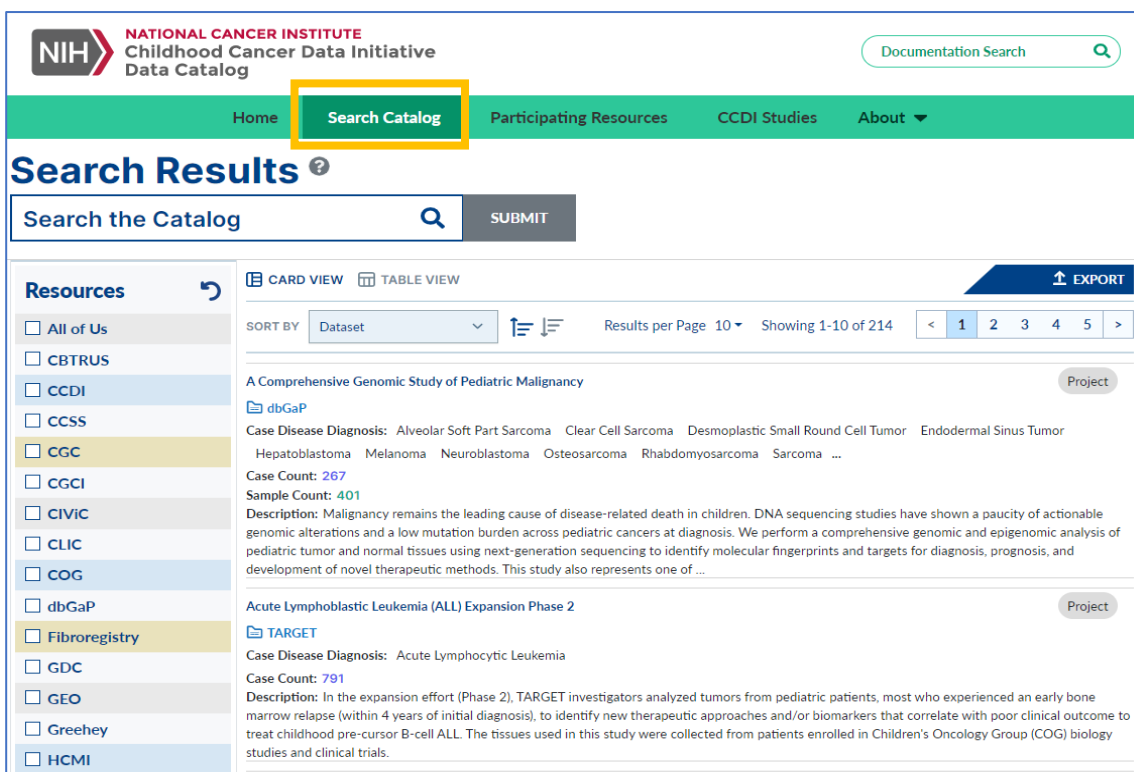 NIH
NATIONAL CANCER INSTITUTE
Childhood Cancer Data Initiative
Data Catalog
Documentation Search
Home
Search Catalog
Participating Resources
CCDI Studies
About
Search Results ?
Search the Catalog
SUBMIT
Resources
All of Us
CBTRUS
CCDI
CCSS
CGC
CGCI
CIViC
CLIC
COG
dbGaP
Fibroregistry
GDC
GEO
Greehey
HCMI
CARD VIEW
TABLE VIEW
EXPORT
SORT BY
Dataset
Results per Page 10
Showing 1-10 of 214
< 1 2 3 4 5 >
A Comprehensive Genomic Study of Pediatric Malignancy
Project
dbGaP
Case Disease Diagnosis: Alveolar Soft Part Sarcoma Clear Cell Sarcoma Desmoplastic Small Round Cell Tumor Endodermal Sinus Tumor
Hepatoblastoma Melanoma Neuroblastoma Osteosarcoma Rhabdomyosarcoma Sarcoma ...
Case Count: 267
Sample Count: 401
Description: Malignancy remains the leading cause of disease-related death in children. DNA sequencing studies have shown a paucity of actionable
genomic alterations and a low mutation burden across pediatric cancers at diagnosis. We perform a comprehensive genomic and epigenomic analysis of
pediatric tumor and normal tissues using next-generation sequencing to identify molecular fingerprints and targets for diagnosis, prognosis, and
development of novel therapeutic methods. This study also represents one of ...
Acute Lymphoblastic Leukemia (ALL) Expansion Phase 2
Project
TARGET
Case Disease Diagnosis: Acute Lymphocytic Leukemia
Case Count: 791
Description: In the expansion effort (Phase 2), TARGET investigators analyzed tumors from pediatric patients, most who experienced an early bone
marrow relapse (within 4 years of initial diagnosis), to identify new therapeutic approaches and/or biomarkers that correlate with poor clinical outcome to
treat childhood pre-cursor B-cell ALL. The tissues used in this study were collected from patients enrolled in Children's Oncology Group (COG) biology
studies and clinical trials.